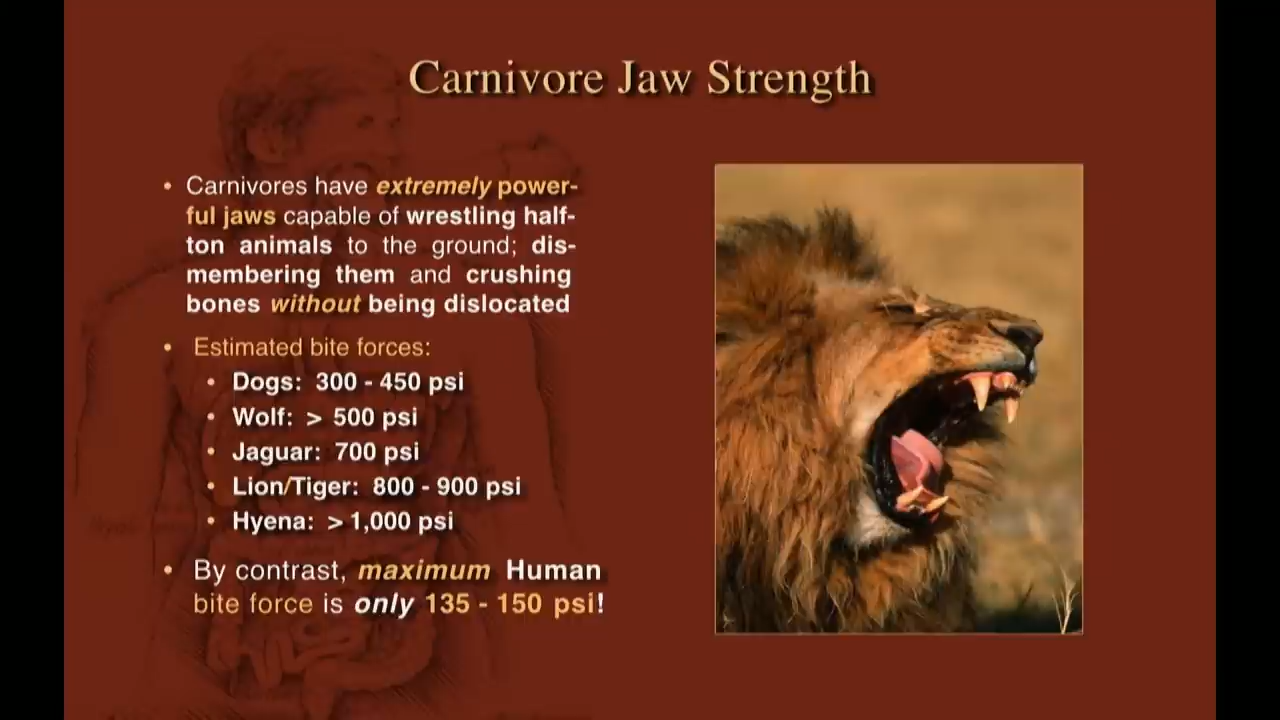 Carnivore Jaw Strength
• Carnivores have extremely power-
ful jaws capable of wrestling half-
ton animals to the ground; dis-
membering them and crushing
bones without being dislocated
• Estimated bite forces:
• Dogs: 300 - 450 psi
• Wolf: > 500 psi
• Jaguar: 700 psi
• Lion/Tiger: 800 - 900 psi
• Hyena: > 1,000 psi
• By contrast, maximum Human
bite force is only 135 - 150 psi!